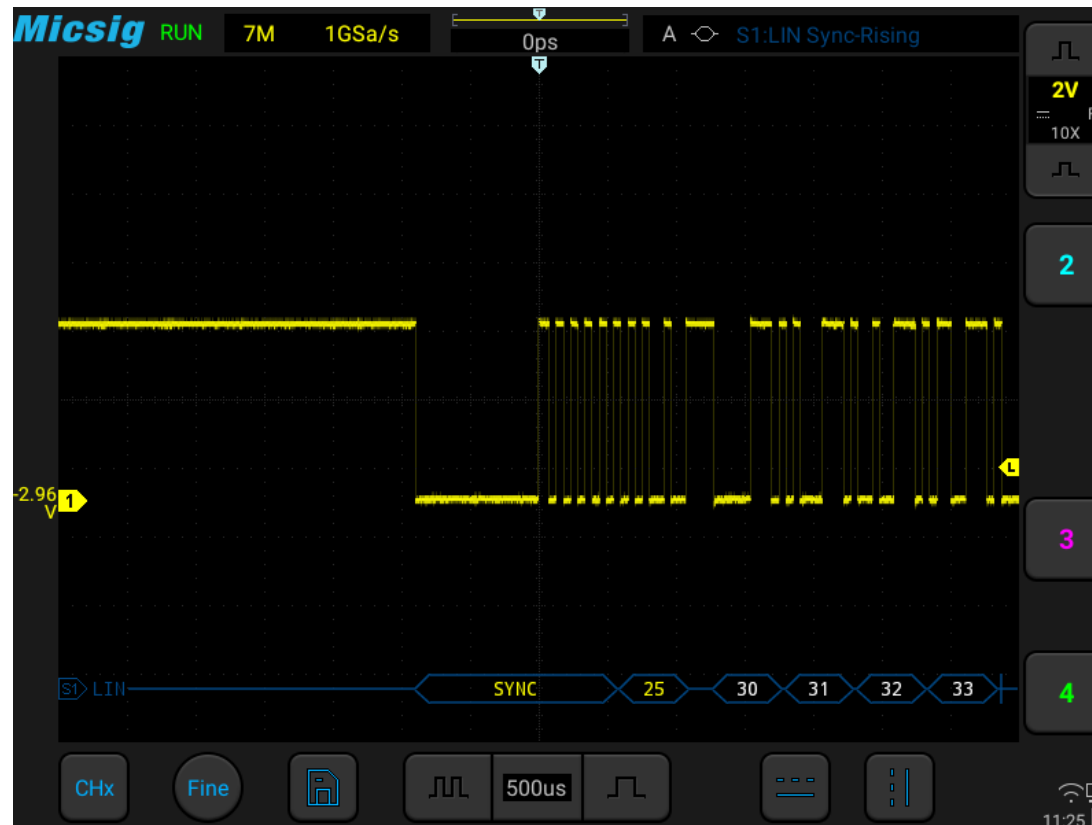 Micsig RUN 7M 1GSa/s T 0ps A S1:LIN Sync-Rising
T
2V
10X
2
L
-2.96 V 1
3
S1 LIN SYNC 25 30 31 32 33
4
CHx Fine 500us
11:25